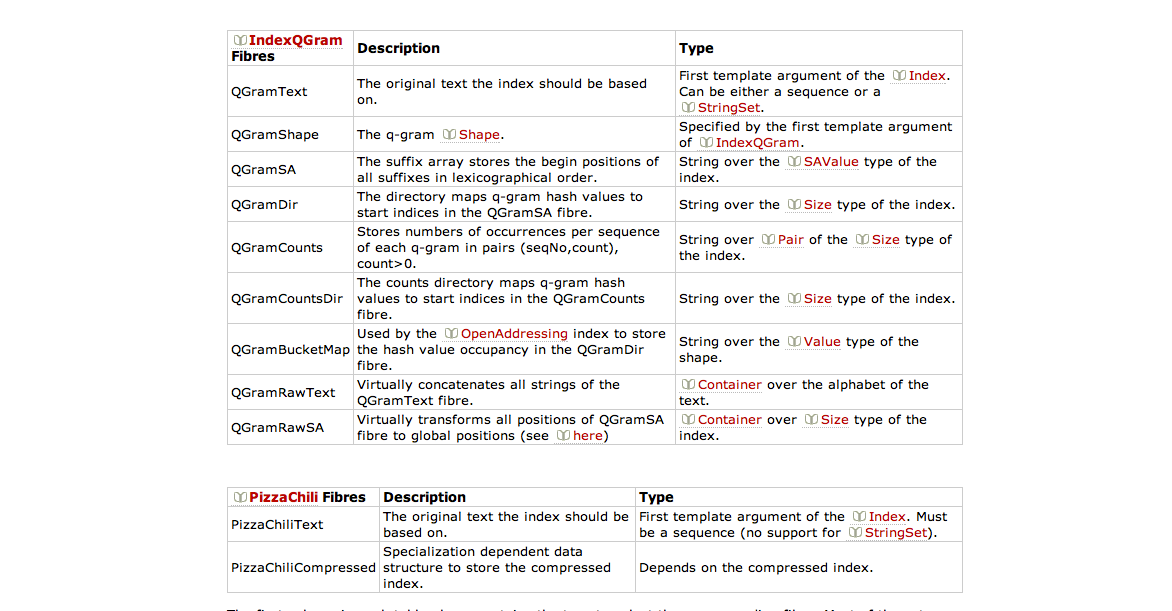 IndexQGram Fibres Description Type
QGramText The original text the index should be based on. First template argument of the Index. Can be either a sequence or a StringSet.
QGramShape The q-gram Shape. Specified by the first template argument of IndexQGram.
QGramSA The suffix array stores the begin positions of all suffixes in lexicographical order. String over the SAValue type of the index.
QGramDir The directory maps q-gram hash values to start indices in the QGramSA fibre. String over the Size type of the index.
QGramCounts Stores numbers of occurrences per sequence of each q-gram in pairs (seqNo,count), count>0. String over Pair of the Size type of the index.
QGramCountsDir The counts directory maps q-gram hash values to start indices in the QGramCounts fibre. String over the Size type of the index.
QGramBucketMap Used by the OpenAddressing index to store the hash value occupancy in the QGramDir fibre. String over the Value type of the shape.
QGramRawText Virtually concatenates all strings of the QGramText fibre. Container over the alphabet of the text.
QGramRawSA Virtually transforms all positions of QGramSA fibre to global positions (see here) Container over Size type of the index.
PizzaChili Fibres Description Type
PizzaChiliText The original text the index should be based on. First template argument of the Index. Must be a sequence (no support for StringSet).
PizzaChiliCompressed Specialization dependent data structure to store the compressed index. Depends on the compressed index.